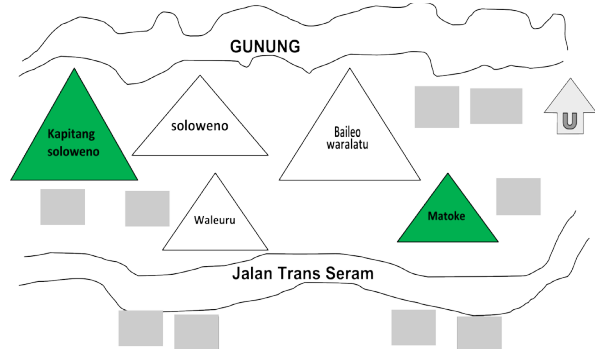 GUNUNG
Kapitang
soloweno
soloweno
Baileo
waralatu
U
Waleuru
Matoke
Jalan Trans Seram